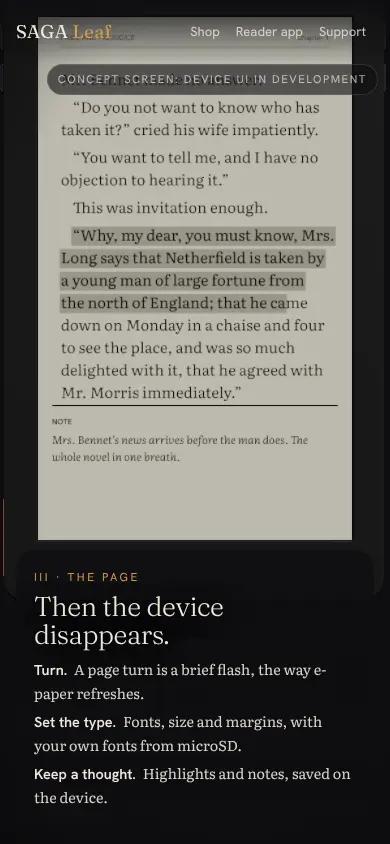 SAGA Leaf
Shop Reader app Support
CONCEPT SCREEN: DEVICE UI IN DEVELOPMENT
“Do you not want to know who has
taken it?” cried his wife impatiently.
“You want to tell me, and I have no
objection to hearing it.”
This was invitation enough.
“Why, my dear, you must know, Mrs.
Long says that Netherfield is taken by
a young man of large fortune from
the north of England; that he came
down on Monday in a chaise and four
to see the place, and was so much
delighted with it, that he agreed with
Mr. Morris immediately.”
NOTE
Mrs. Bennet’s news arrives before the man does. The
whole novel in one breath.
III · THE PAGE
Then the device
disappears.
Turn. A page turn is a brief flash, the way e-
paper refreshes.
Set the type. Fonts, size and margins, with
your own fonts from microSD.
Keep a thought. Highlights and notes, saved on
the device.